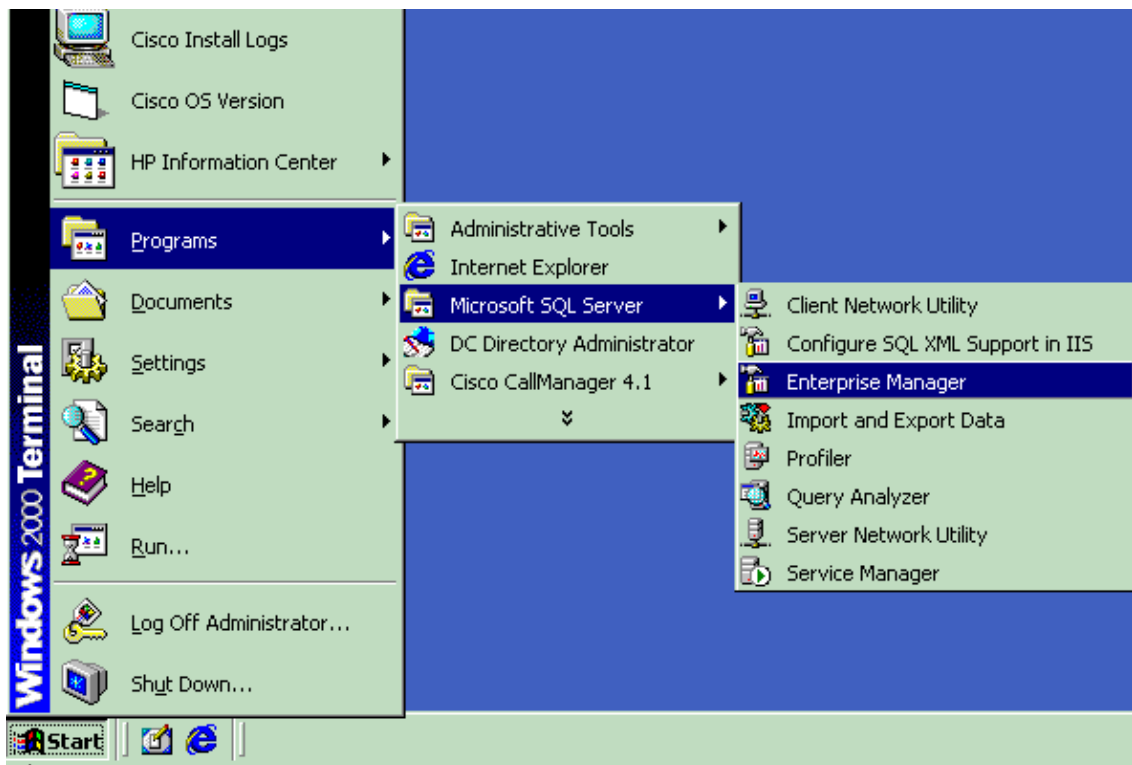 Cisco Install Logs
Cisco OS Version
HP Information Center
Programs
Documents
Settings
Search
Help
Run...
Log Off Administrator...
Shut Down...
Windows 2000 Terminal
Administrative Tools
Internet Explorer
Microsoft SQL Server
DC Directory Administrator
Cisco CallManager 4.1
Client Network Utility
Configure SQL XML Support in IIS
Enterprise Manager
Import and Export Data
Profiler
Query Analyzer
Server Network Utility
Service Manager
Start